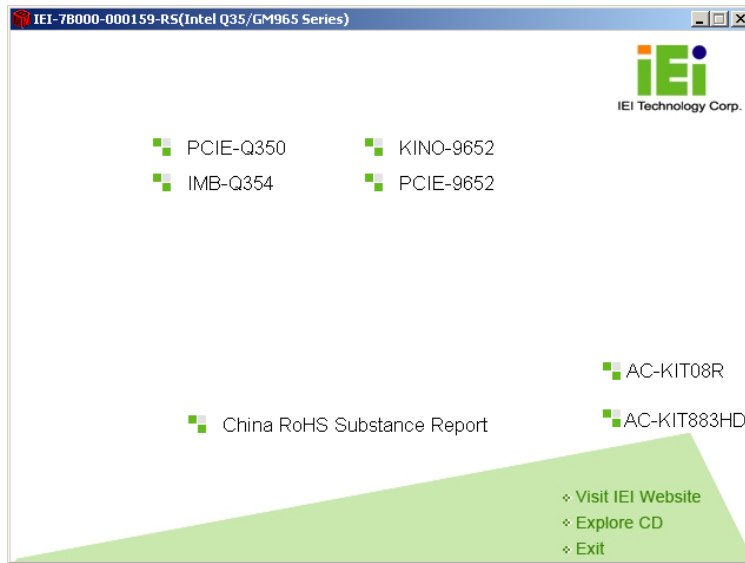 IEI-7B000-000159-RS(Intel Q35/GM965 Series)
iEi
IEI Technology Corp.
PCIE-Q350
KINO-9652
IMB-Q354
PCIE-9652
AC-KIT08R
China RoHS Substance Report
AC-KIT883HD
Visit IEI Website
Explore CD
Exit